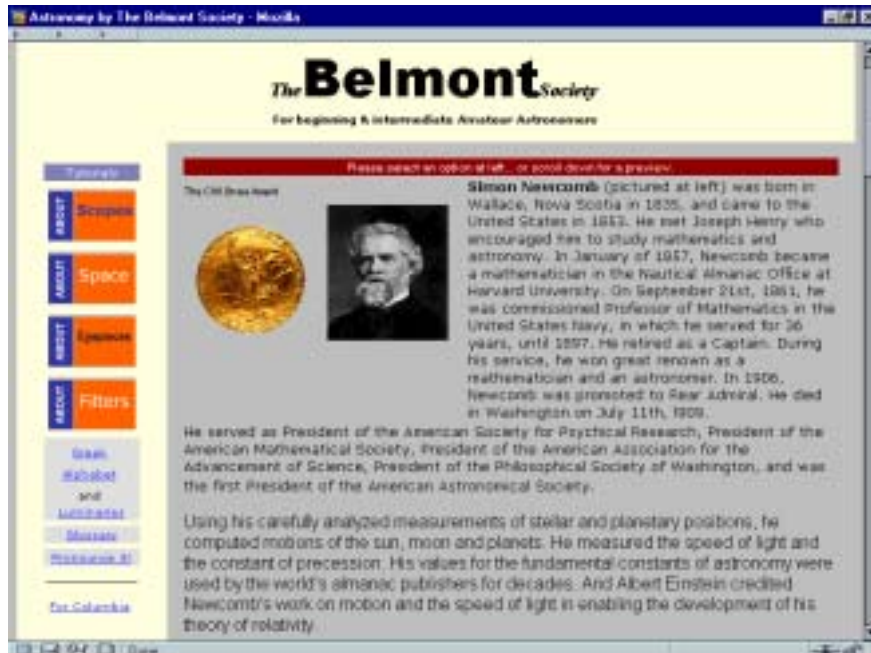 Astronomy by The Belmont Society - Mozilla
The Belmont Society
For beginning & intermediate Amateur Astronomers
Tutorials
Please select an option at left... or scroll down for a preview.
ABOUT Scopes
ABOUT Space
ABOUT Eyepieces
ABOUT Filters
Greek
Alphabet
and
Luminaries
Glossary
Pronounce it!
For Columbia
Simon Newcomb (pictured at left) was born in
Wallace, Nova Scotia in 1835, and came to the
United States in 1853. He met Joseph Henry who
encouraged him to study mathematics and
astronomy. In January of 1857, Newcomb became
a mathematician in the Nautical Almanac Office at
Harvard University. On September 21st, 1861, he
was commissioned Professor of Mathematics in the
United States Navy, in which he served for 36
years, until 1897. He retired as a Captain. During
his service, he won great renown as a
mathematician and an astronomer. In 1906,
Newcomb was promoted to Rear Admiral. He died
in Washington on July 11th, 1909.
He served as President of the American Society for Psychical Research, President of the
American Mathematical Society, President of the American Association for the
Advancement of Science, President of the Philosophical Society of Washington, and was
the first President of the American Astronomical Society.
Using his carefully analyzed measurements of stellar and planetary positions, he
computed motions of the sun, moon and planets. He measured the speed of light and
the constant of precession. His values for the fundamental constants of astronomy were
used by the world's almanac publishers for decades. And Albert Einstein credited
Newcomb's work on motion and the speed of light in enabling the development of his
theory of relativity.
Done